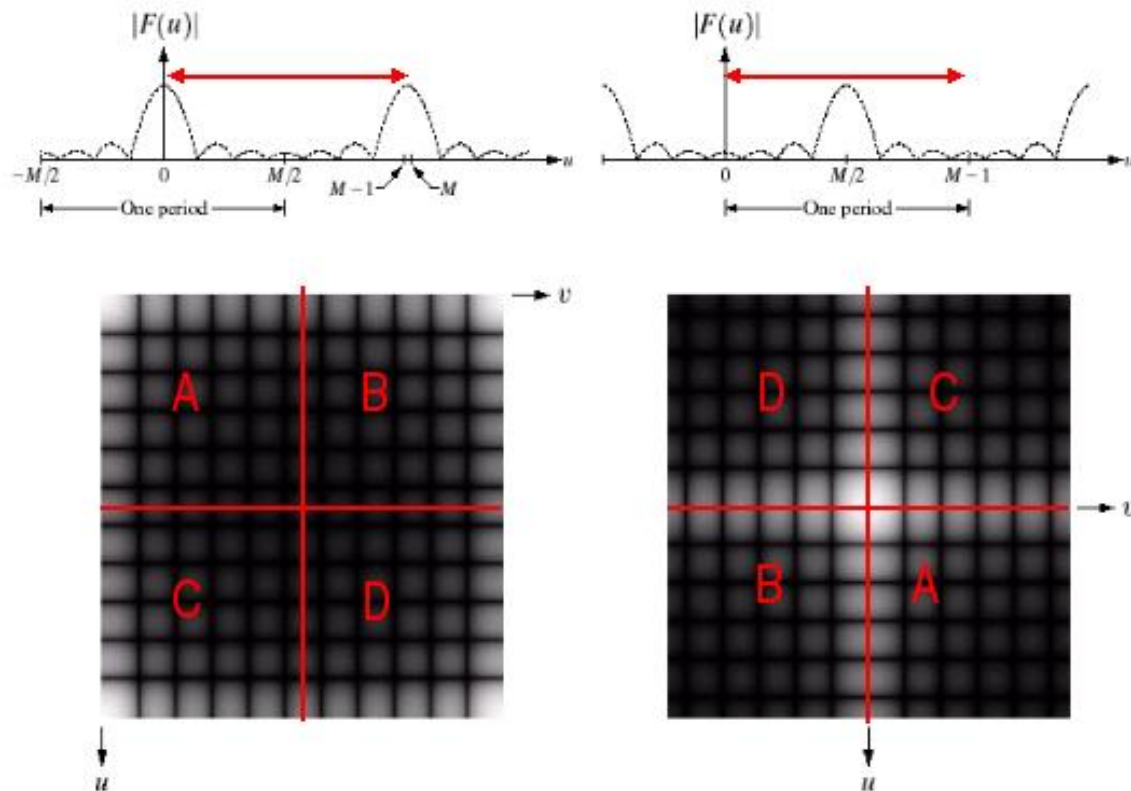 |F(u)| |F(u)|
−M/2 0 M/2 M−1 M u
One period
0 M/2 M−1 u
One period
v
A B
C D
u
D C
B A
v
u